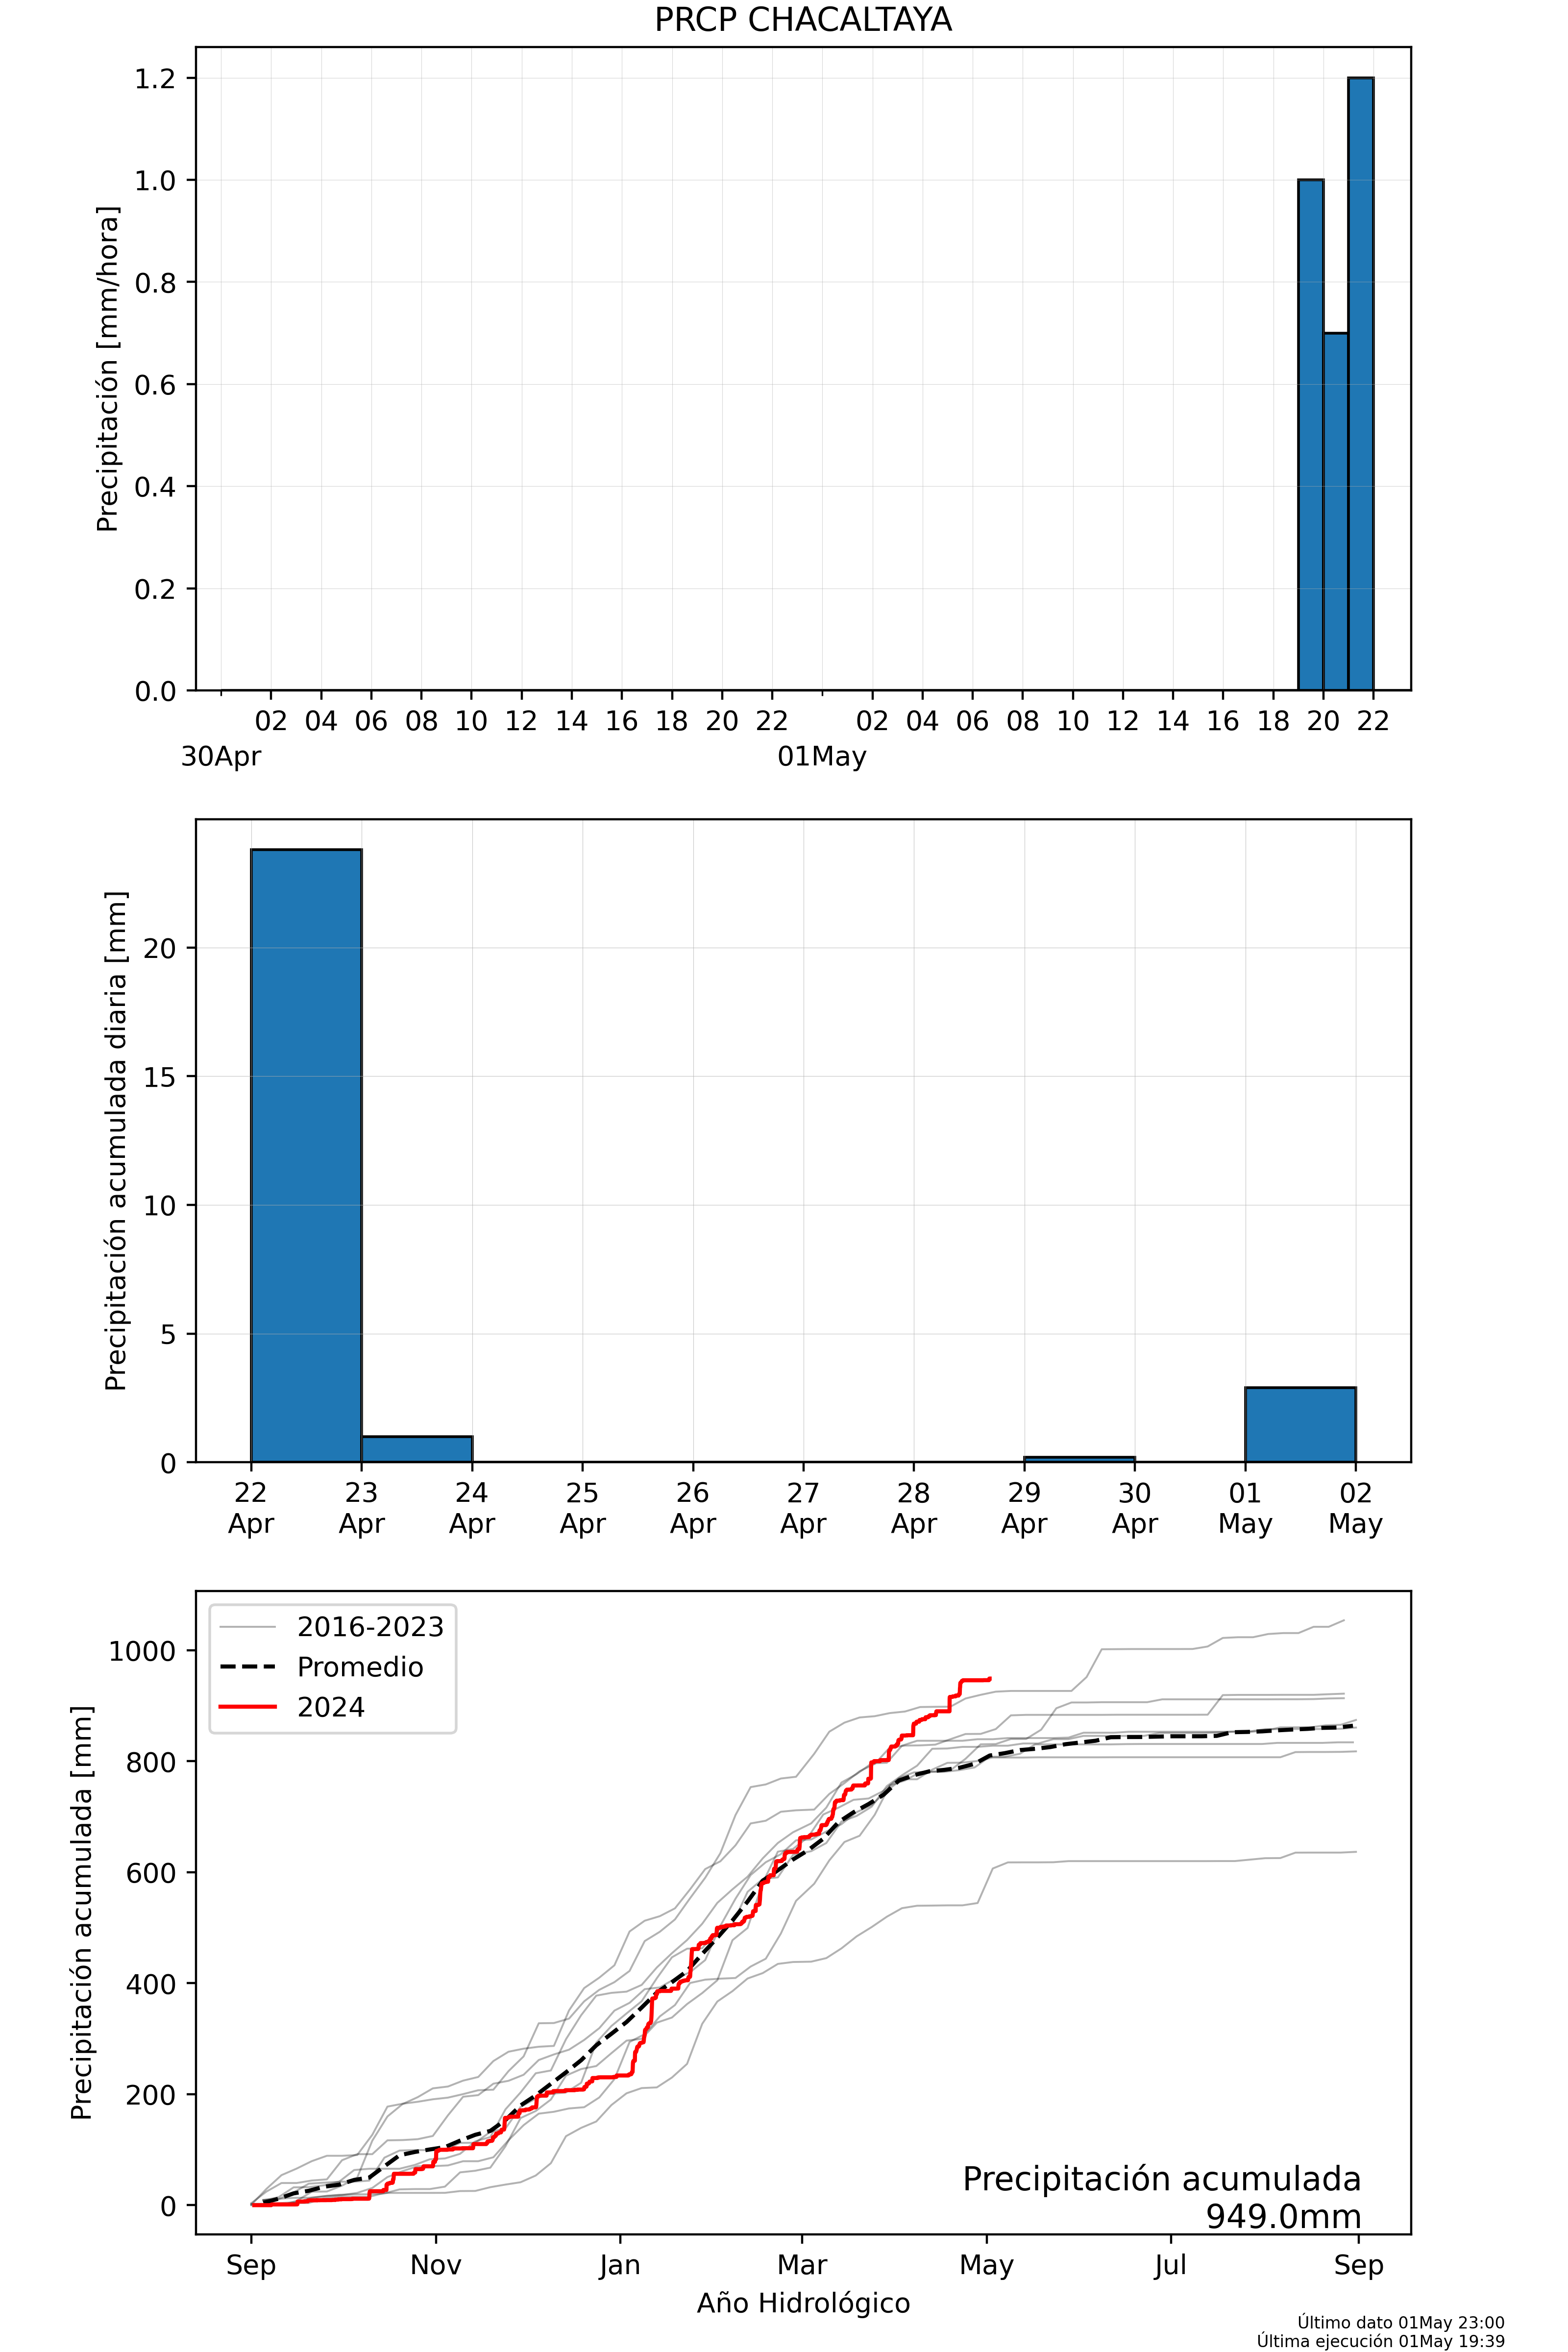 PRCP CHACALTAYA
Precipitación [mm/hora]
1.2
1.0
0.8
0.6
0.4
0.2
0.0
02 04 06 08 10 12 14 16 18 20 22 02 04 06 08 10 12 14 16 18 20 22
30Apr 01May
Precipitación acumulada diaria [mm]
20
15
10
5
0
22 23 24 25 26 27 28 29 30 01 02
Apr Apr Apr Apr Apr Apr Apr Apr Apr May May
Precipitación acumulada [mm]
1000
800
600
400
200
0
2016-2023
Promedio
2024
Precipitación acumulada
949.0mm
Sep Nov Jan Mar May Jul Sep
Año Hidrológico
Último dato 01May 23:00
Última ejecución 01May 19:39